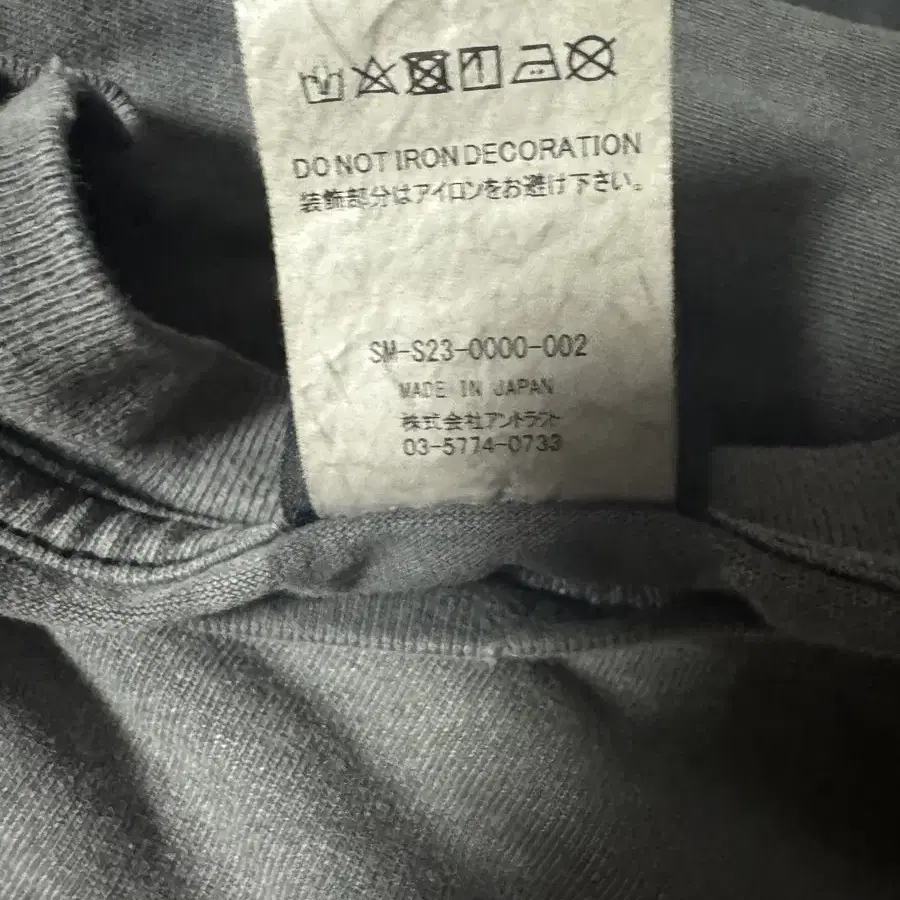 DO NOT IRON DECORATION
装飾部分はアイロンをお避け下さい。
SM-S23-0000-002
MADE IN JAPAN
株式会社アントラクト
03-5774-0733